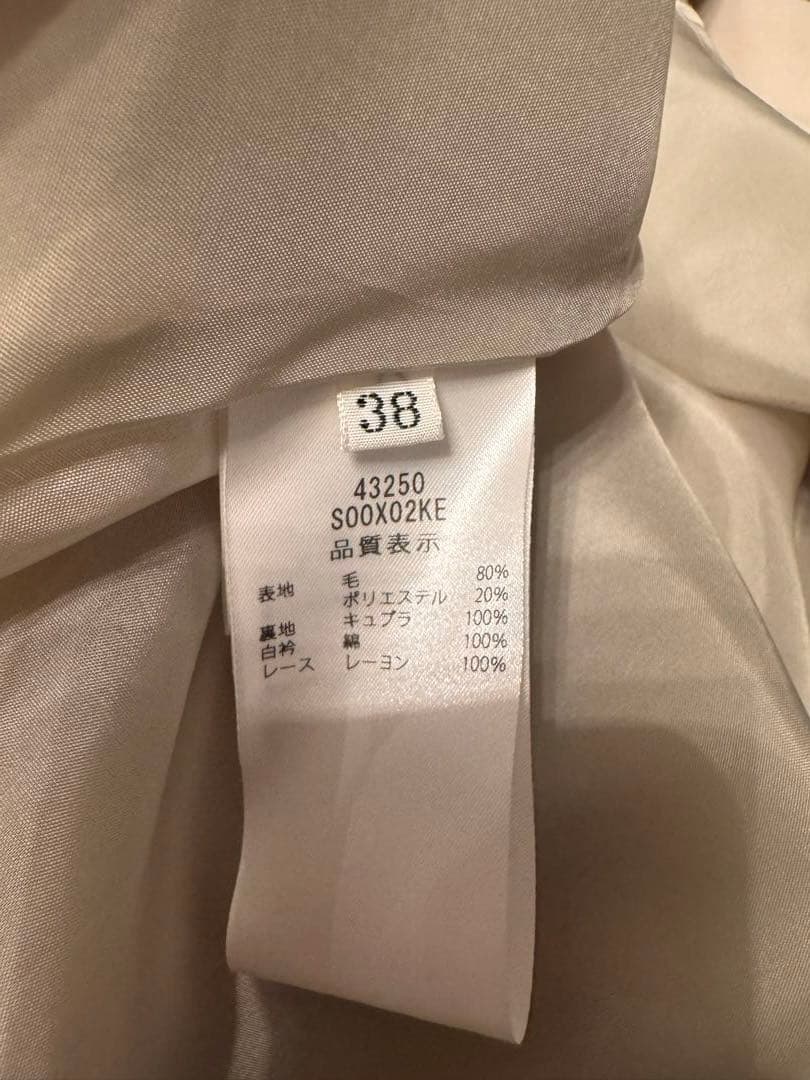 38
43250
S00X02KE
品質表示
表地 毛 80%
ポリエステル 20%
裏地 キュプラ 100%
白衿 綿 100%
レース レーヨン 100%